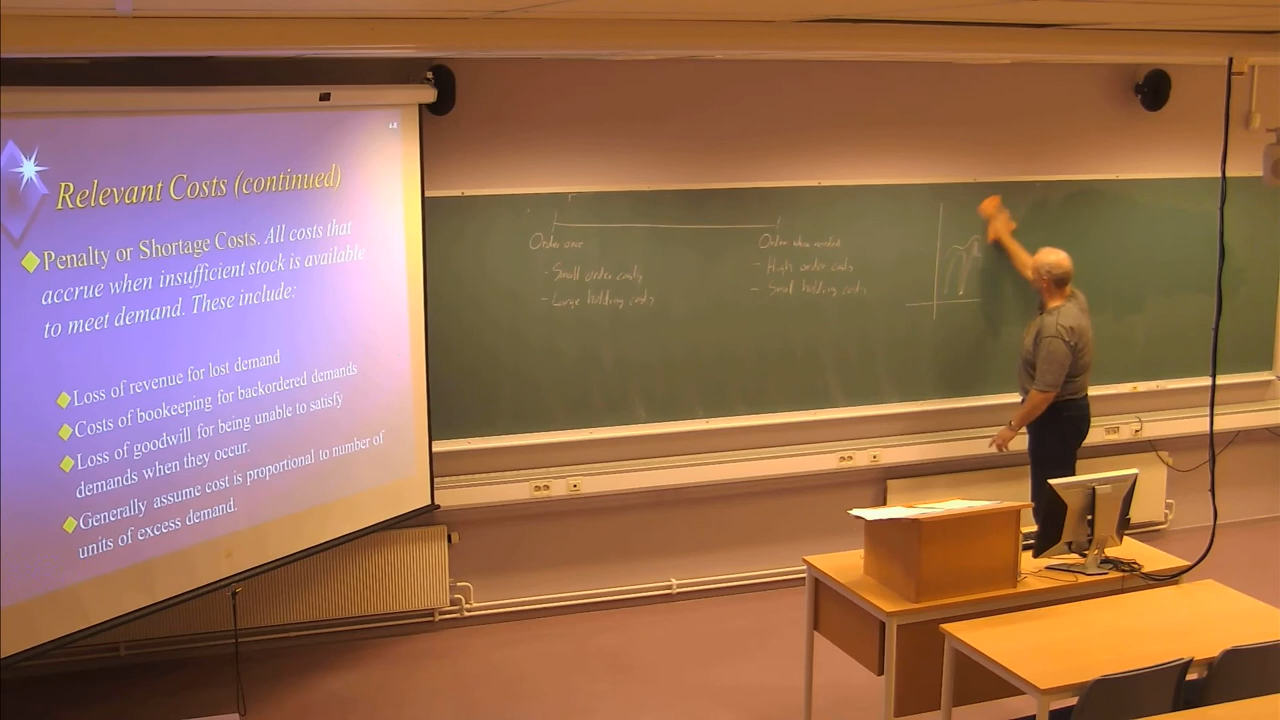 Relevant Costs (continued)
Penalty or Shortage Costs. All costs that
accrue when insufficient stock is available
to meet demand. These include:
Loss of revenue for lost demand
Costs of bookeeping for backordered demands
Loss of goodwill for being unable to satisfy
demands when they occur.
Generally assume cost is proportional to number of
units of excess demand.
Order once
- Small order costs
- Large holding costs
Order when needed
- High order costs
- Small holding costs